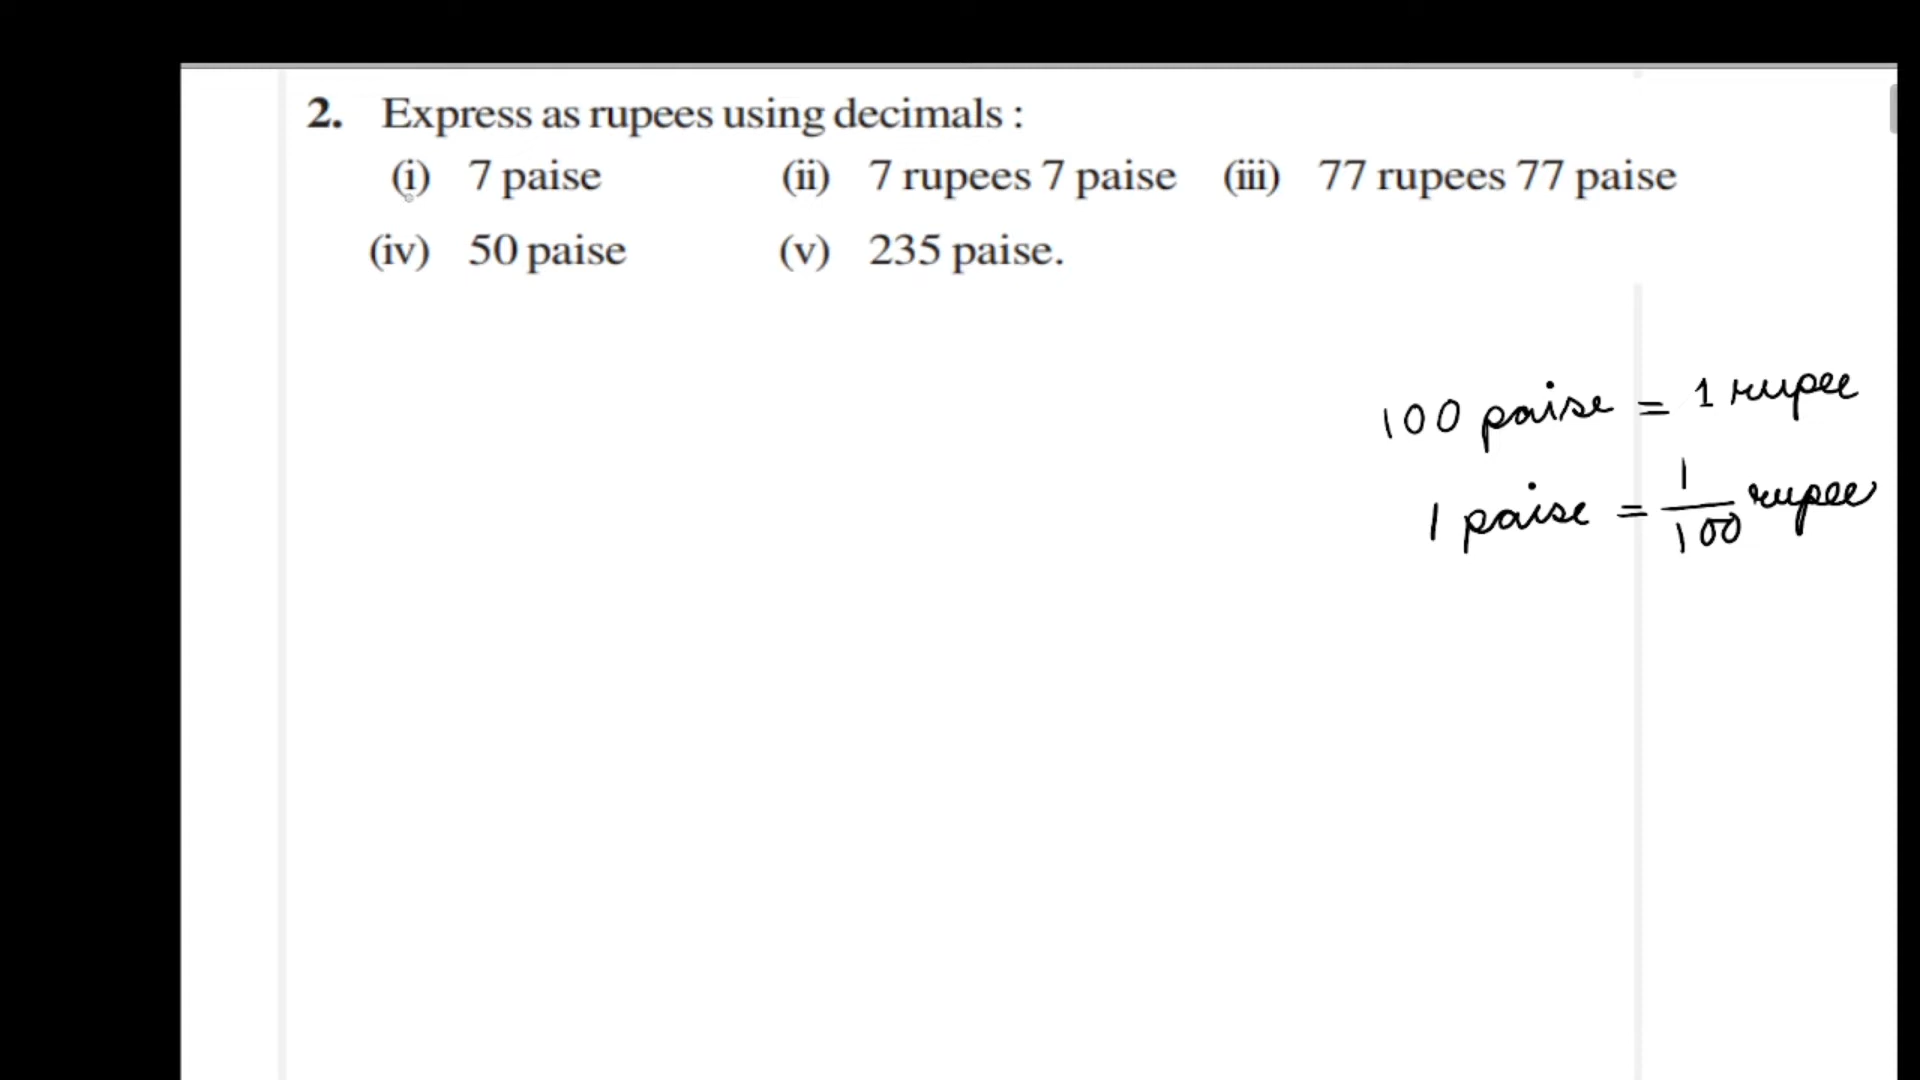 2. Express as rupees using decimals :
(i) 7 paise (ii) 7 rupees 7 paise (iii) 77 rupees 77 paise
(iv) 50 paise (v) 235 paise.
100 paise = 1 rupee
1 paise = 1/100 rupee